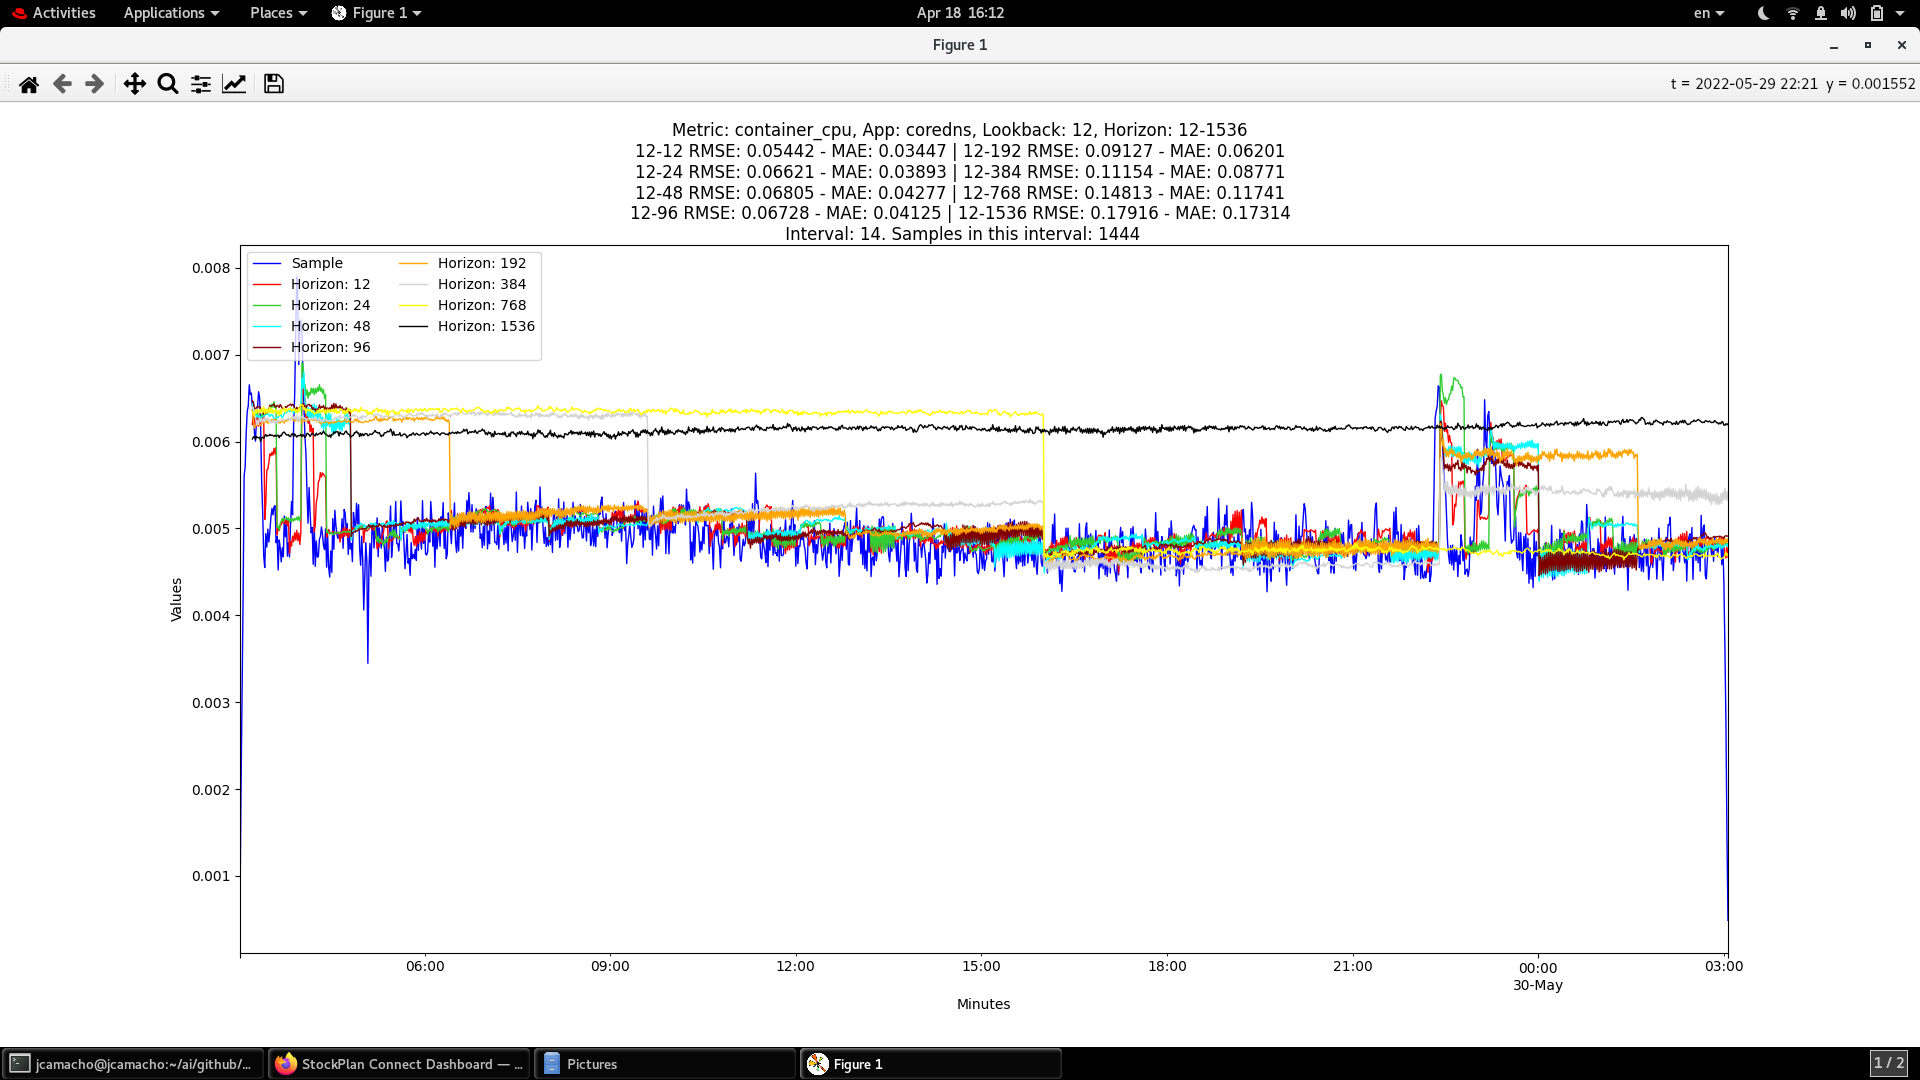 Activities Applications Places Figure 1 Apr 18 16:12 en
Figure 1
t = 2022-05-29 22:21 y = 0.001552
Metric: container_cpu, App: coredns, Lookback: 12, Horizon: 12-1536
12-12 RMSE: 0.05442 - MAE: 0.03447 | 12-192 RMSE: 0.09127 - MAE: 0.06201
12-24 RMSE: 0.06621 - MAE: 0.03893 | 12-384 RMSE: 0.11154 - MAE: 0.08771
12-48 RMSE: 0.06805 - MAE: 0.04277 | 12-768 RMSE: 0.14813 - MAE: 0.11741
12-96 RMSE: 0.06728 - MAE: 0.04125 | 12-1536 RMSE: 0.17916 - MAE: 0.17314
Interval: 14. Samples in this interval: 1444
Sample
Horizon: 12
Horizon: 24
Horizon: 48
Horizon: 96
Horizon: 192
Horizon: 384
Horizon: 768
Horizon: 1536
0.008
0.007
0.006
0.005
0.004
0.003
0.002
0.001
Values
06:00 09:00 12:00 15:00 18:00 21:00 00:00 03:00
30-May
Minutes
jcamacho@jcamacho:~/ai/github/... StockPlan Connect Dashboard — ... Pictures Figure 1 1 / 2